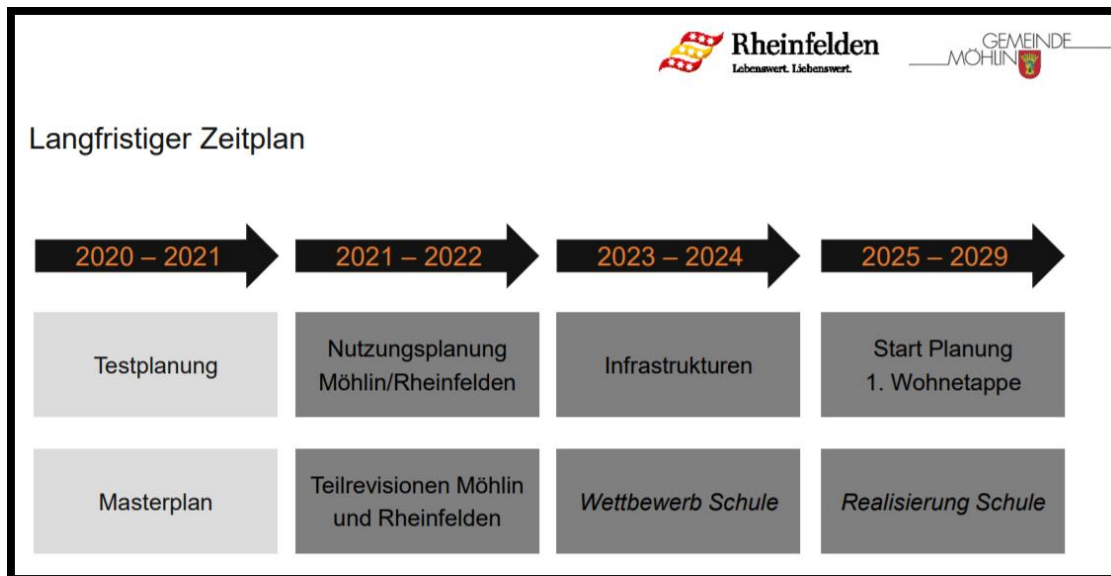 Rheinfelden
Lebenswert. Liebenswert.
GEMEINDE
MÖHLIN
Langfristiger Zeitplan
2020 – 2021
2021 – 2022
2023 – 2024
2025 – 2029
Testplanung
Nutzungsplanung
Möhlin/Rheinfelden
Infrastrukturen
Start Planung
1. Wohnetappe
Masterplan
Teilrevisionen Möhlin
und Rheinfelden
Wettbewerb Schule
Realisierung Schule